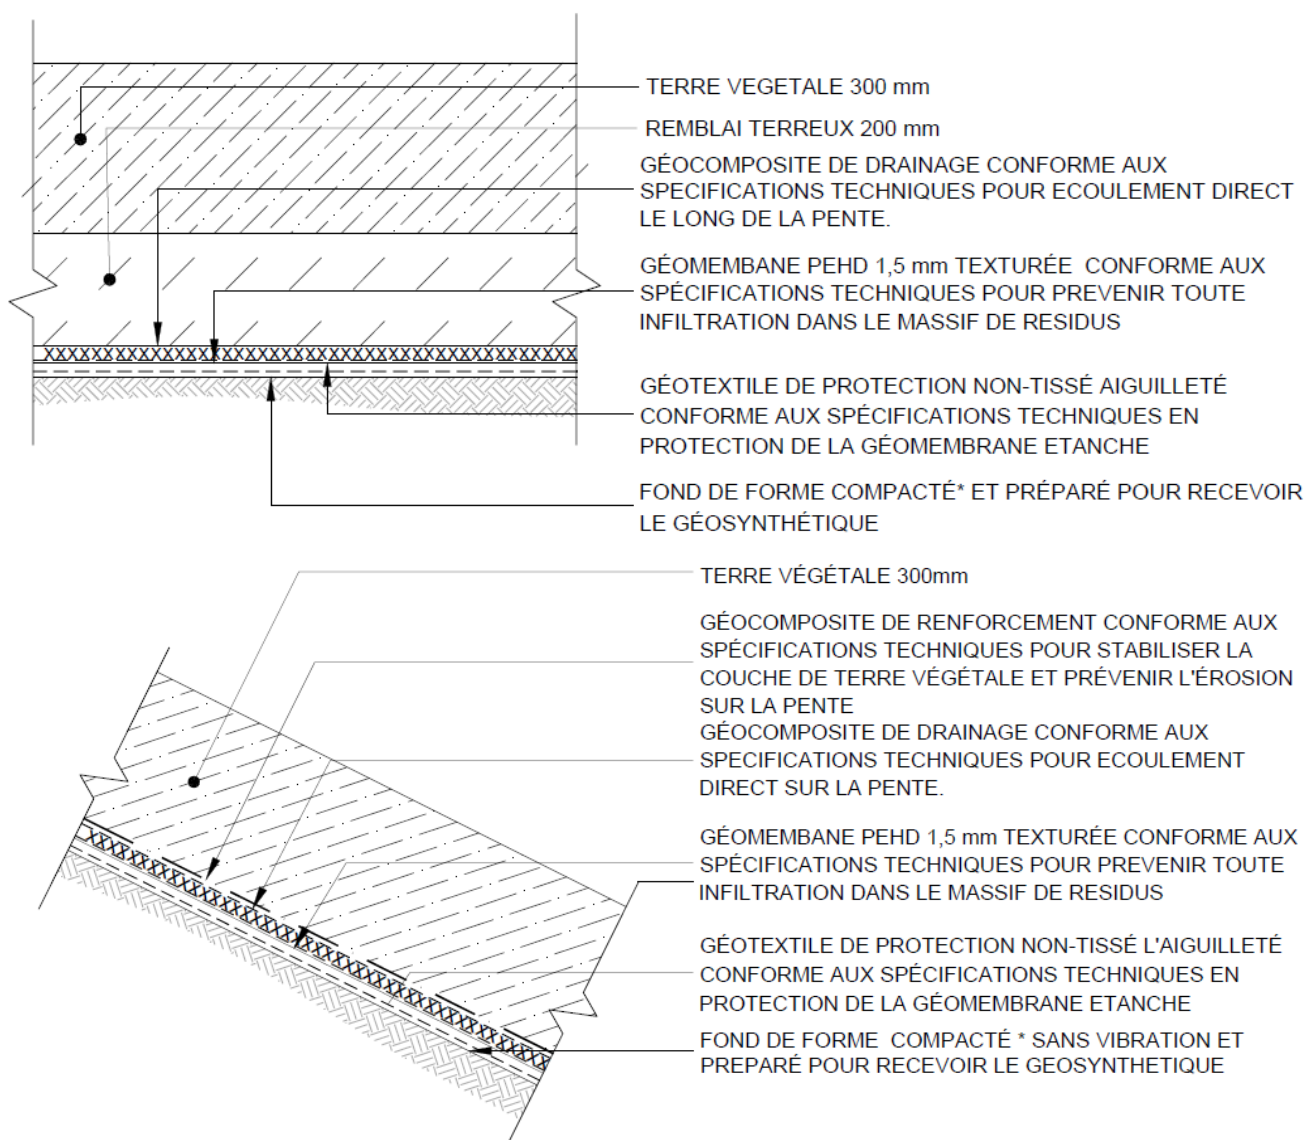 TERRE VEGETALE 300 mm
REMBLAI TERREUX 200 mm
GÉOCOMPOSITE DE DRAINAGE CONFORME AUX
SPECIFICATIONS TECHNIQUES POUR ECOULEMENT DIRECT
LE LONG DE LA PENTE.
GÉOMEMBANE PEHD 1,5 mm TEXTURÉE CONFORME AUX
SPÉCIFICATIONS TECHNIQUES POUR PREVENIR TOUTE
INFILTRATION DANS LE MASSIF DE RESIDUS
GÉOTEXTILE DE PROTECTION NON-TISSÉ AIGUILLETÉ
CONFORME AUX SPÉCIFICATIONS TECHNIQUES EN
PROTECTION DE LA GÉOMEMBRANE ETANCHE
FOND DE FORME COMPACTÉ* ET PRÉPARÉ POUR RECEVOIR
LE GÉOSYNTHÉTIQUE
TERRE VÉGÉTALE 300mm
GÉOCOMPOSITE DE RENFORCEMENT CONFORME AUX
SPÉCIFICATIONS TECHNIQUES POUR STABILISER LA
COUCHE DE TERRE VÉGÉTALE ET PRÉVENIR L'ÉROSION
SUR LA PENTE
GÉOCOMPOSITE DE DRAINAGE CONFORME AUX
SPECIFICATIONS TECHNIQUES POUR ECOULEMENT
DIRECT SUR LA PENTE.
GÉOMEMBANE PEHD 1,5 mm TEXTURÉE CONFORME AUX
SPÉCIFICATIONS TECHNIQUES POUR PREVENIR TOUTE
INFILTRATION DANS LE MASSIF DE RESIDUS
GÉOTEXTILE DE PROTECTION NON-TISSÉ L'AIGUILLETÉ
CONFORME AUX SPÉCIFICATIONS TECHNIQUES EN
PROTECTION DE LA GÉOMEMBRANE ETANCHE
FOND DE FORME COMPACTÉ * SANS VIBRATION ET
PREPARÉ POUR RECEVOIR LE GEOSYNTHETIQUE